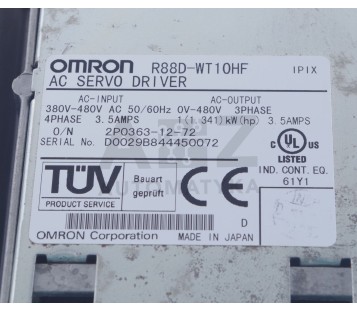 OMRON R88D-WT10HF IPIX
AC SERVO DRIVER
AC-INPUT AC-OUTPUT
380V-480V AC 50/60Hz 0V-480V 3PHASE
4PHASE 3.5AMPS 1(1 341)kW(hp 3.5AMPS
O/N 2P0363-12-72
SERIAL No. D0029B844450072
c UL US
LISTED
IND. CONT. EQ.
61Y1
TÜV
PRODUCT SERVICE
Bauart
geprüft
CE
D
OMRON Corporation MADE IN JAPAN